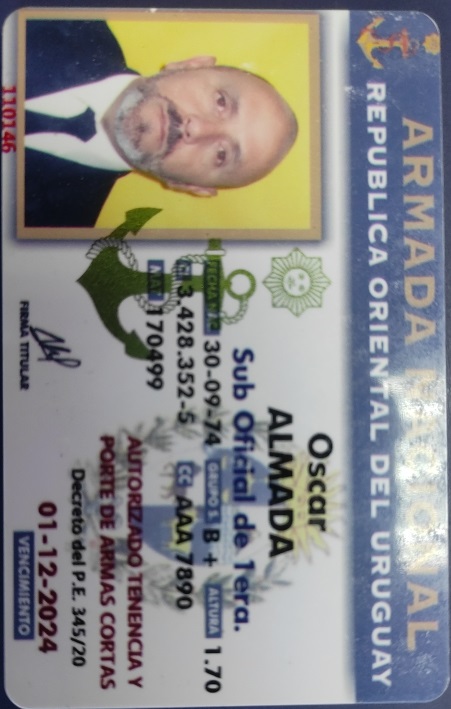 ARMADA NACIONAL
REPUBLICA ORIENTAL DEL URUGUAY
Oscar
ALMADA
Sub Oficial de 1era.
FECHA NAC 30-09-74 GRUPO S. B + ALTURA 1.70
CI 3.428.352-5 CC AAA 7890
MAT 170499
AUTORIZADO TENENCIA Y
PORTE DE ARMAS CORTAS
Decreto del P.E. 345/20
01-12-2024
VENCIMIENTO
FIRMA TITULAR
110146